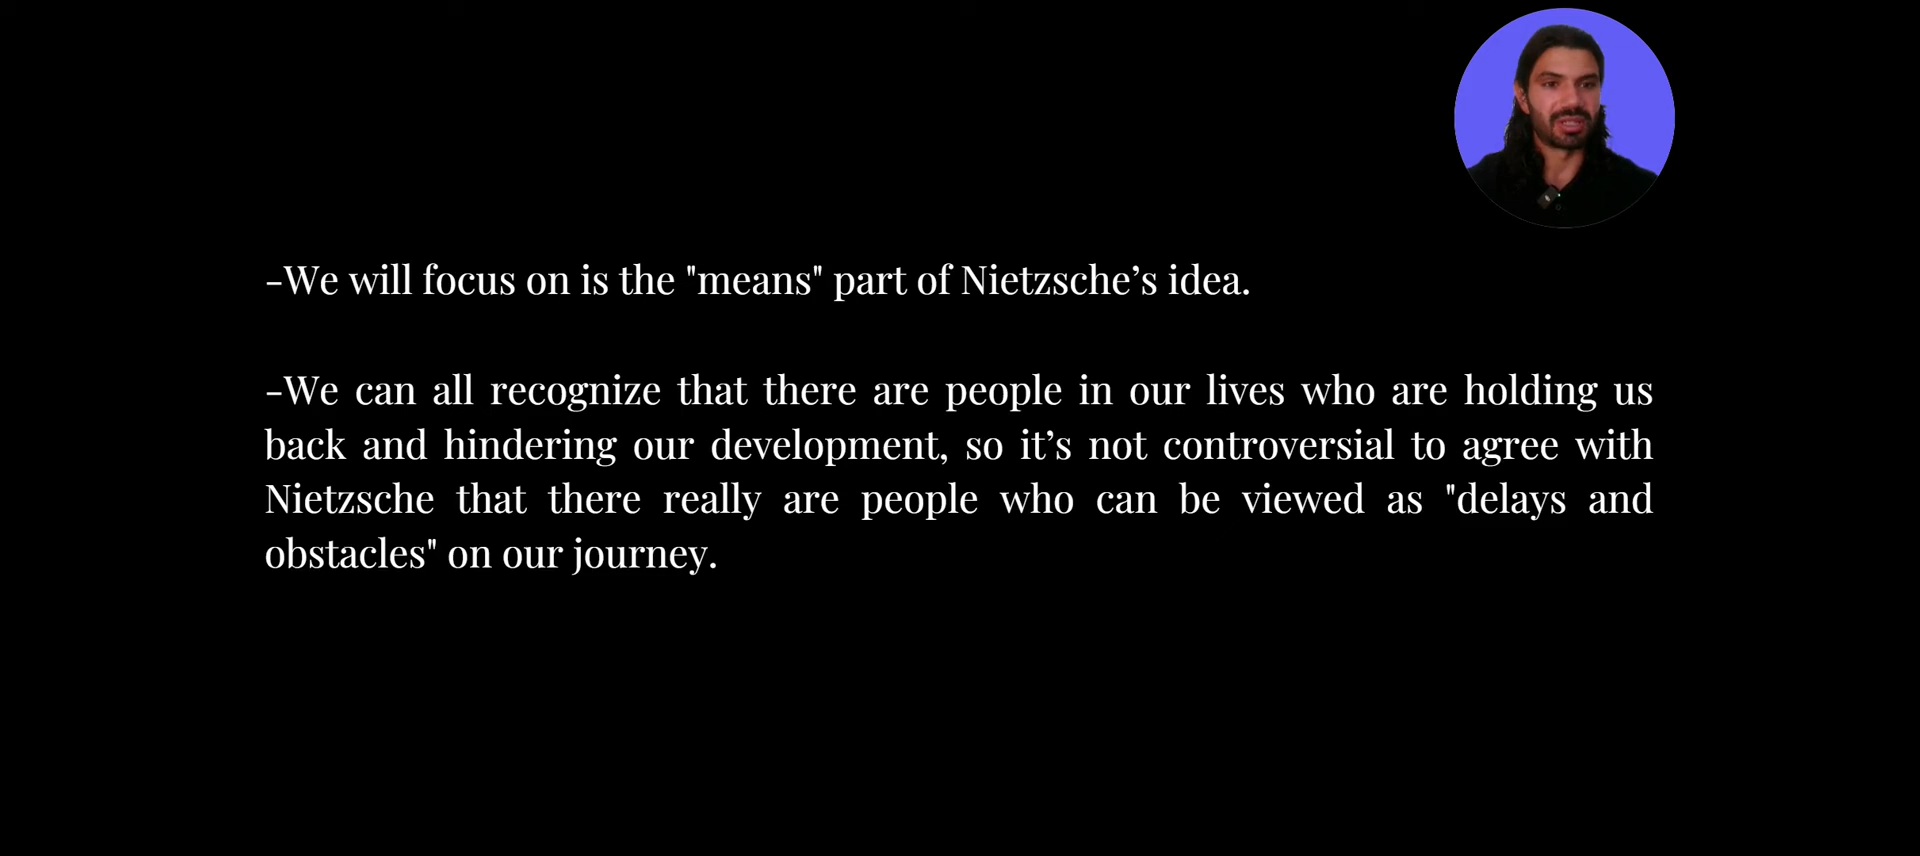 -We will focus on is the "means" part of Nietzsche’s idea.
-We can all recognize that there are people in our lives who are holding us
back and hindering our development, so it’s not controversial to agree with
Nietzsche that there really are people who can be viewed as "delays and
obstacles" on our journey.